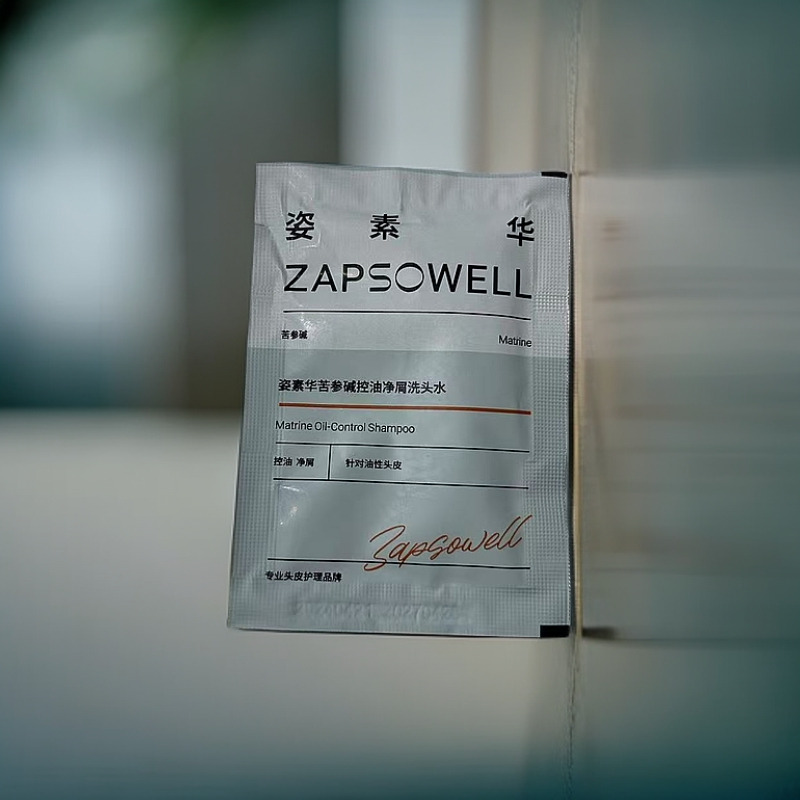 姿素华
ZAPSOWELL
苦参碱 Matrine
姿素华苦参碱控油净屑洗头水
Matrine Oil-Control Shampoo
控油 净屑 针对油性头皮
Zapsowell
专业头皮护理品牌